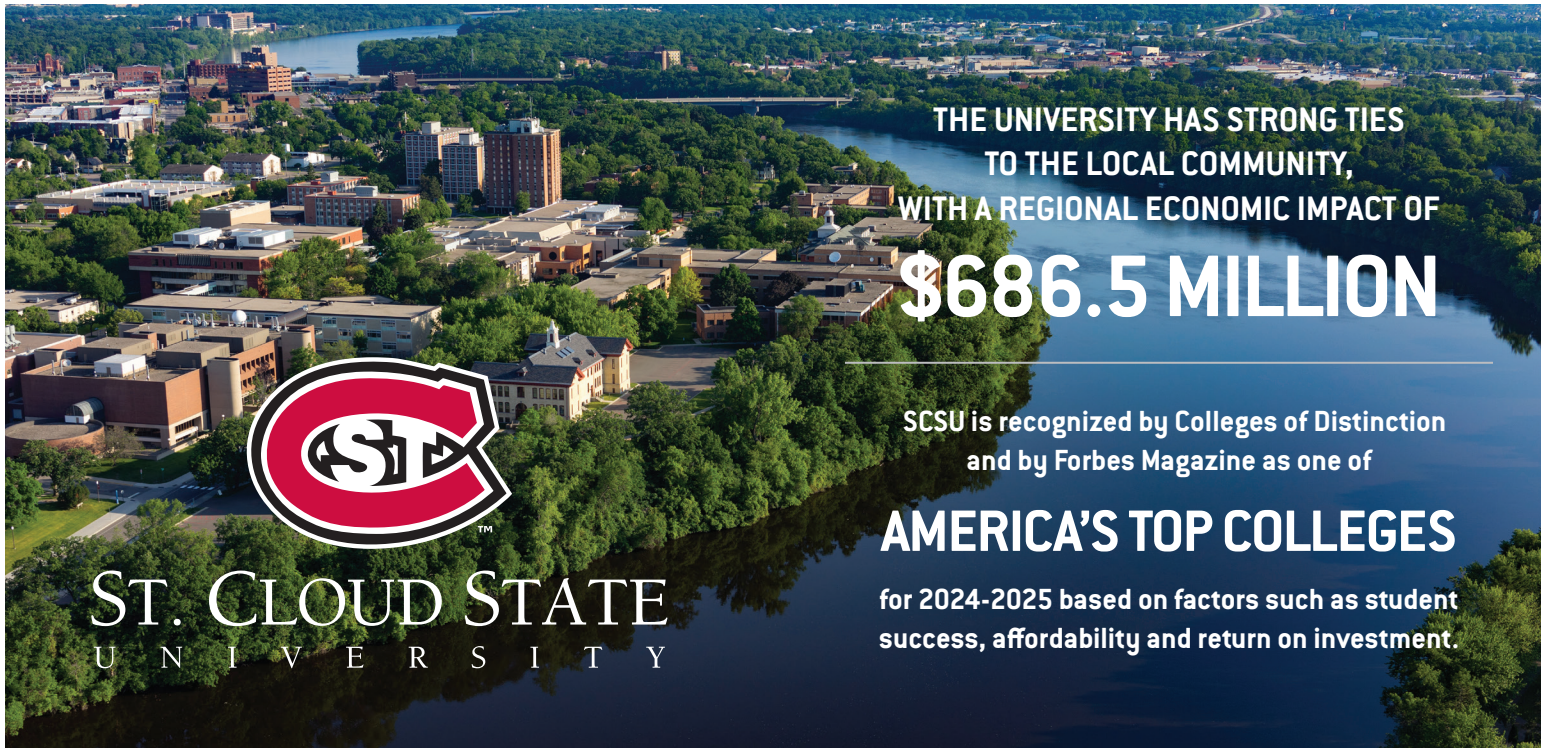 THE UNIVERSITY HAS STRONG TIES
TO THE LOCAL COMMUNITY,
WITH A REGIONAL ECONOMIC IMPACT OF
$686.5 MILLION
SCSU is recognized by Colleges of Distinction
and by Forbes Magazine as one of
AMERICA'S TOP COLLEGES
for 2024-2025 based on factors such as student
success, affordability and return on investment.
ST
TM
ST. CLOUD STATE
UNIVERSITY